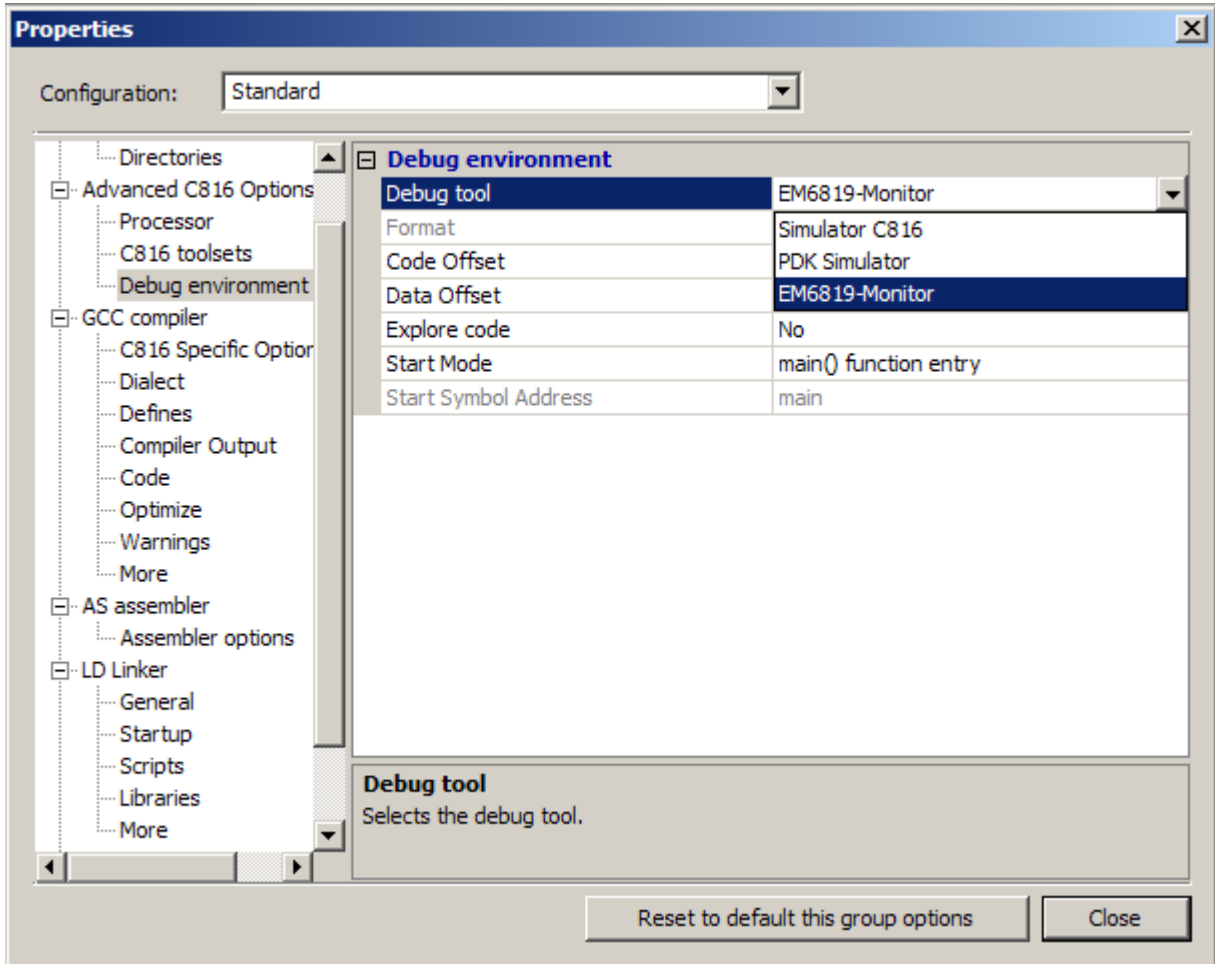 Properties
Configuration: Standard
Directories
Advanced C816 Options
Processor
C816 toolsets
Debug environment
GCC compiler
C816 Specific Optior
Dialect
Defines
Compiler Output
Code
Optimize
Warnings
More
AS assembler
Assembler options
LD Linker
General
Startup
Scripts
Libraries
More
Debug environment
Debug tool EM6819-Monitor
Format Simulator C816
Code Offset PDK Simulator
Data Offset EM6819-Monitor
Explore code No
Start Mode main() function entry
Start Symbol Address main
Debug tool
Selects the debug tool.
Reset to default this group options Close